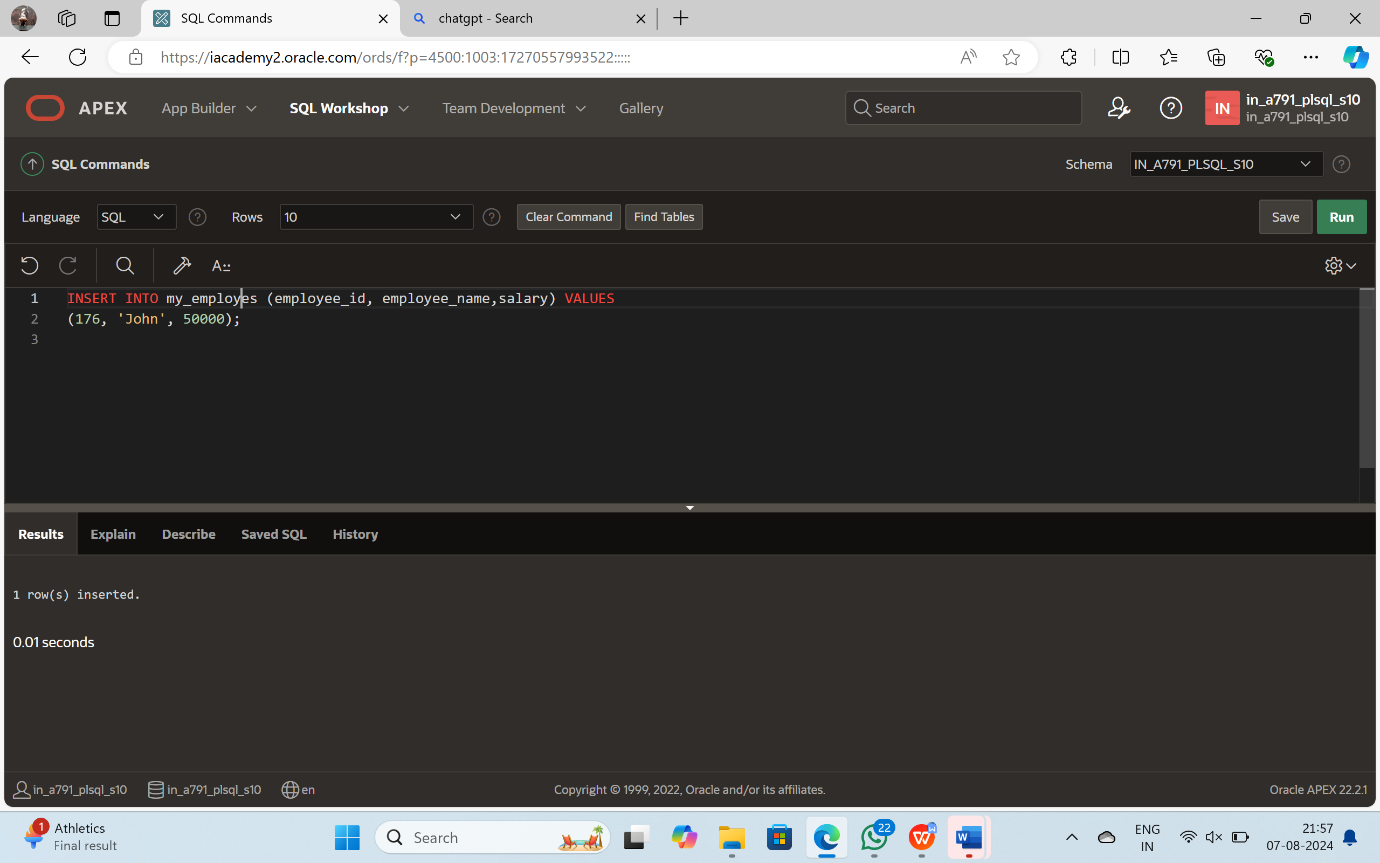 SQL Commands
chatgpt - Search
https://iacademy2.oracle.com/ords/f?p=4500:1003:17270557993522:::::
APEX App Builder SQL Workshop Team Development Gallery Search IN in_a791_plsql_s10
in_a791_plsql_s10
SQL Commands Schema IN_A791_PLSQL_S10
Language SQL Rows 10 Clear Command Find Tables Save Run
A::
1 INSERT INTO my_employes (employee_id, employee_name,salary) VALUES
2 (176, 'John', 50000);
3
Results Explain Describe Saved SQL History
1 row(s) inserted.
0.01 seconds
in_a791_plsql_s10 in_a791_plsql_s10 en Copyright © 1999, 2022, Oracle and/or its affiliates. Oracle APEX 22.2.1
1 Athletics
Final result
Search
22
W
W
ENG
IN
21:57
07-08-2024